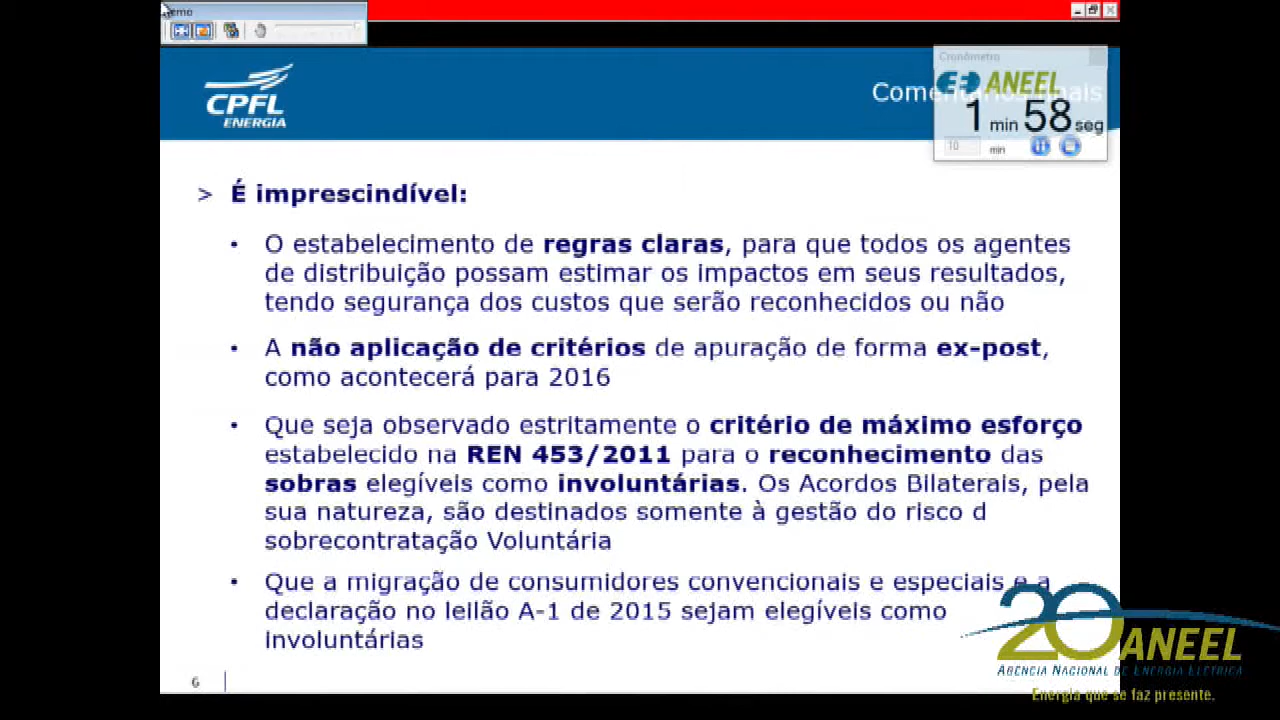 emo
CPFL
ENERGIA
Cronômetro
ANEEL
1 min 58 seg
10 min
> É imprescindível:
• O estabelecimento de regras claras, para que todos os agentes
de distribuição possam estimar os impactos em seus resultados,
tendo segurança dos custos que serão reconhecidos ou não
• A não aplicação de critérios de apuração de forma ex-post,
como acontecerá para 2016
• Que seja observado estritamente o critério de máximo esforço
estabelecido na REN 453/2011 para o reconhecimento das
sobras elegíveis como involuntárias. Os Acordos Bilaterais, pela
sua natureza, são destinados somente à gestão do risco d
sobrecontratação Voluntária
• Que a migração de consumidores convencionais e especiais e a
declaração no leilão A-1 de 2015 sejam elegíveis como
involuntárias
6
20 ANEEL
AGENCIA NACIONAL DE ENERGIA ELÉTRICA
Energia que se faz presente.